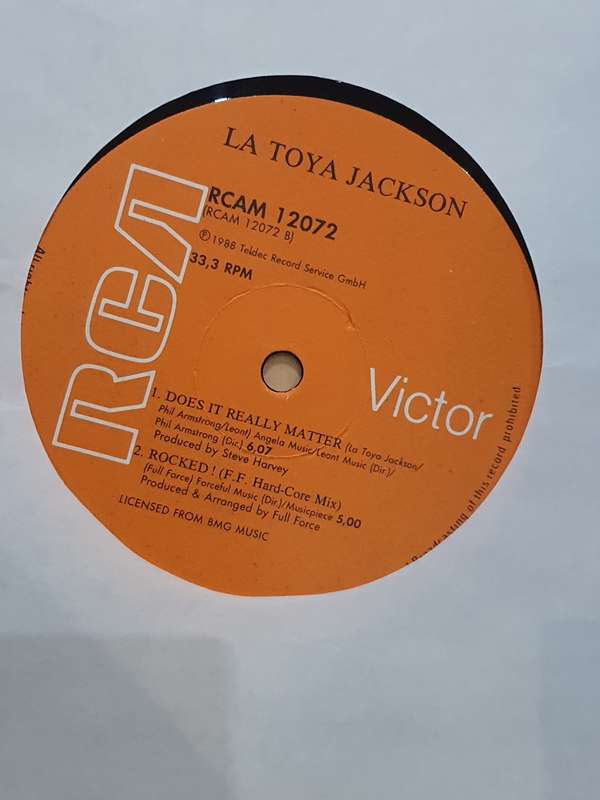 LA TOYA JACKSON
RCA
RCAM 12072
(RCAM 12072 B)
℗ 1988 Teldec Record Service GmbH
33,3 RPM
Victor
1. DOES IT REALLY MATTER (La Toya Jackson/
Phil Armstrong/Leont) Angela Music/Leont Music (Dir)/
Phil Armstrong (Dir) 6,07
Produced by Steve Harvey
2. ROCKED! (F.F. Hard-Core Mix)
(Full Force) Forceful Music (Dir)/Musicpiece 5,00
Produced & Arranged by Full Force
LICENSED FROM BMG MUSIC
of this record prohibited